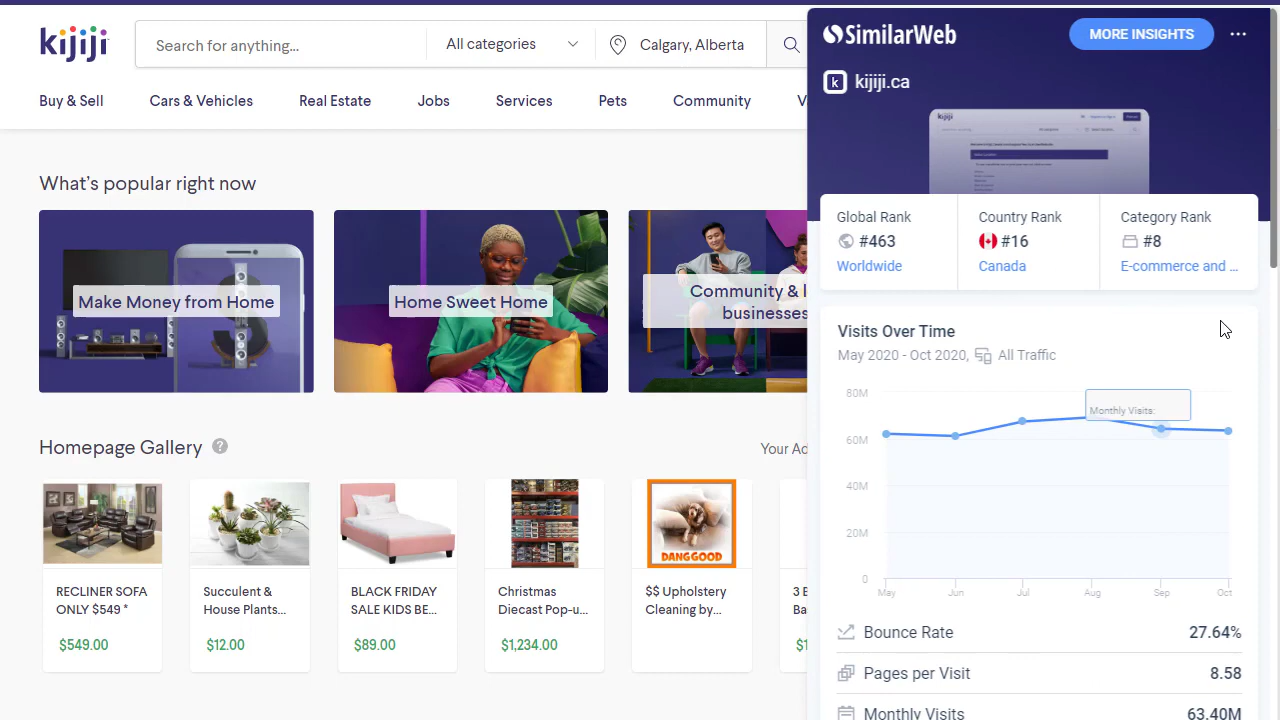 kijiji
Search for anything...
All categories
Calgary, Alberta
Buy & Sell
Cars & Vehicles
Real Estate
Jobs
Services
Pets
Community
V
What's popular right now
Make Money from Home
Home Sweet Home
Community & l
businesses
Homepage Gallery ?
Your Ad
RECLINER SOFA
ONLY $549 *
$549.00
Succulent &
House Plants...
$12.00
BLACK FRIDAY
SALE KIDS BE...
$89.00
Christmas
Diecast Pop-u...
$1,234.00
DANGGOOD
$$ Upholstery
Cleaning by...
SimilarWeb
MORE INSIGHTS
k kijiji.ca
kijiji
Global Rank
#463
Worldwide
Country Rank
#16
Canada
Category Rank
#8
E-commerce and ...
Visits Over Time
May 2020 - Oct 2020, All Traffic
80M
60M
40M
20M
0
Monthly Visits:
May
Jun
Jul
Aug
Sep
Oct
Bounce Rate 27.64%
Pages per Visit 8.58
Monthly Visits 63.40M